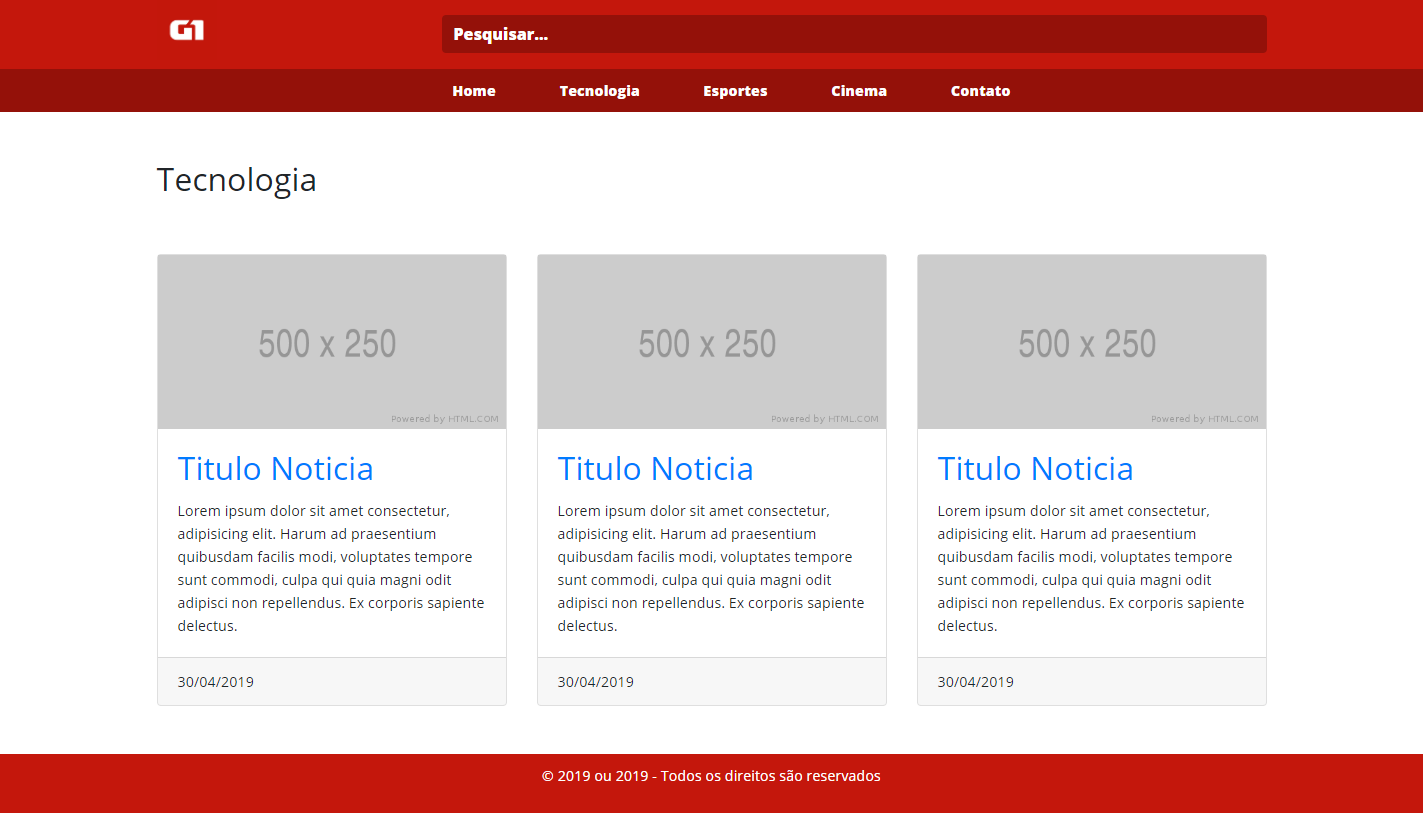 G1
Pesquisar...
Home Tecnologia Esportes Cinema Contato
Tecnologia
500 x 250
Powered by HTML.COM
Titulo Noticia
Lorem ipsum dolor sit amet consectetur,
adipisicing elit. Harum ad praesentium
quibusdam facilis modi, voluptates tempore
sunt commodi, culpa qui quia magni odit
adipisci non repellendus. Ex corporis sapiente
delectus.
30/04/2019
500 x 250
Powered by HTML.COM
Titulo Noticia
Lorem ipsum dolor sit amet consectetur,
adipisicing elit. Harum ad praesentium
quibusdam facilis modi, voluptates tempore
sunt commodi, culpa qui quia magni odit
adipisci non repellendus. Ex corporis sapiente
delectus.
30/04/2019
500 x 250
Powered by HTML.COM
Titulo Noticia
Lorem ipsum dolor sit amet consectetur,
adipisicing elit. Harum ad praesentium
quibusdam facilis modi, voluptates tempore
sunt commodi, culpa qui quia magni odit
adipisci non repellendus. Ex corporis sapiente
delectus.
30/04/2019
© 2019 ou 2019 - Todos os direitos são reservados